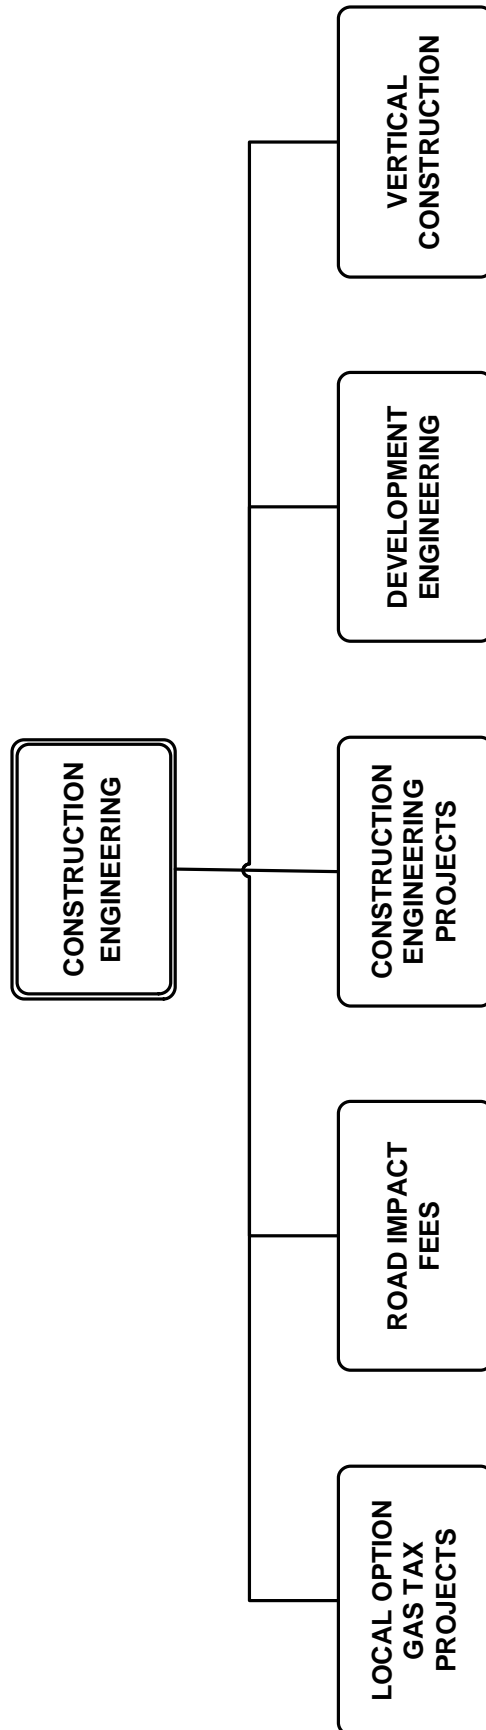 CONSTRUCTION
ENGINEERING
LOCAL OPTION
GAS TAX
PROJECTS
ROAD IMPACT
FEES
CONSTRUCTION
ENGINEERING
PROJECTS
DEVELOPMENT
ENGINEERING
VERTICAL
CONSTRUCTION